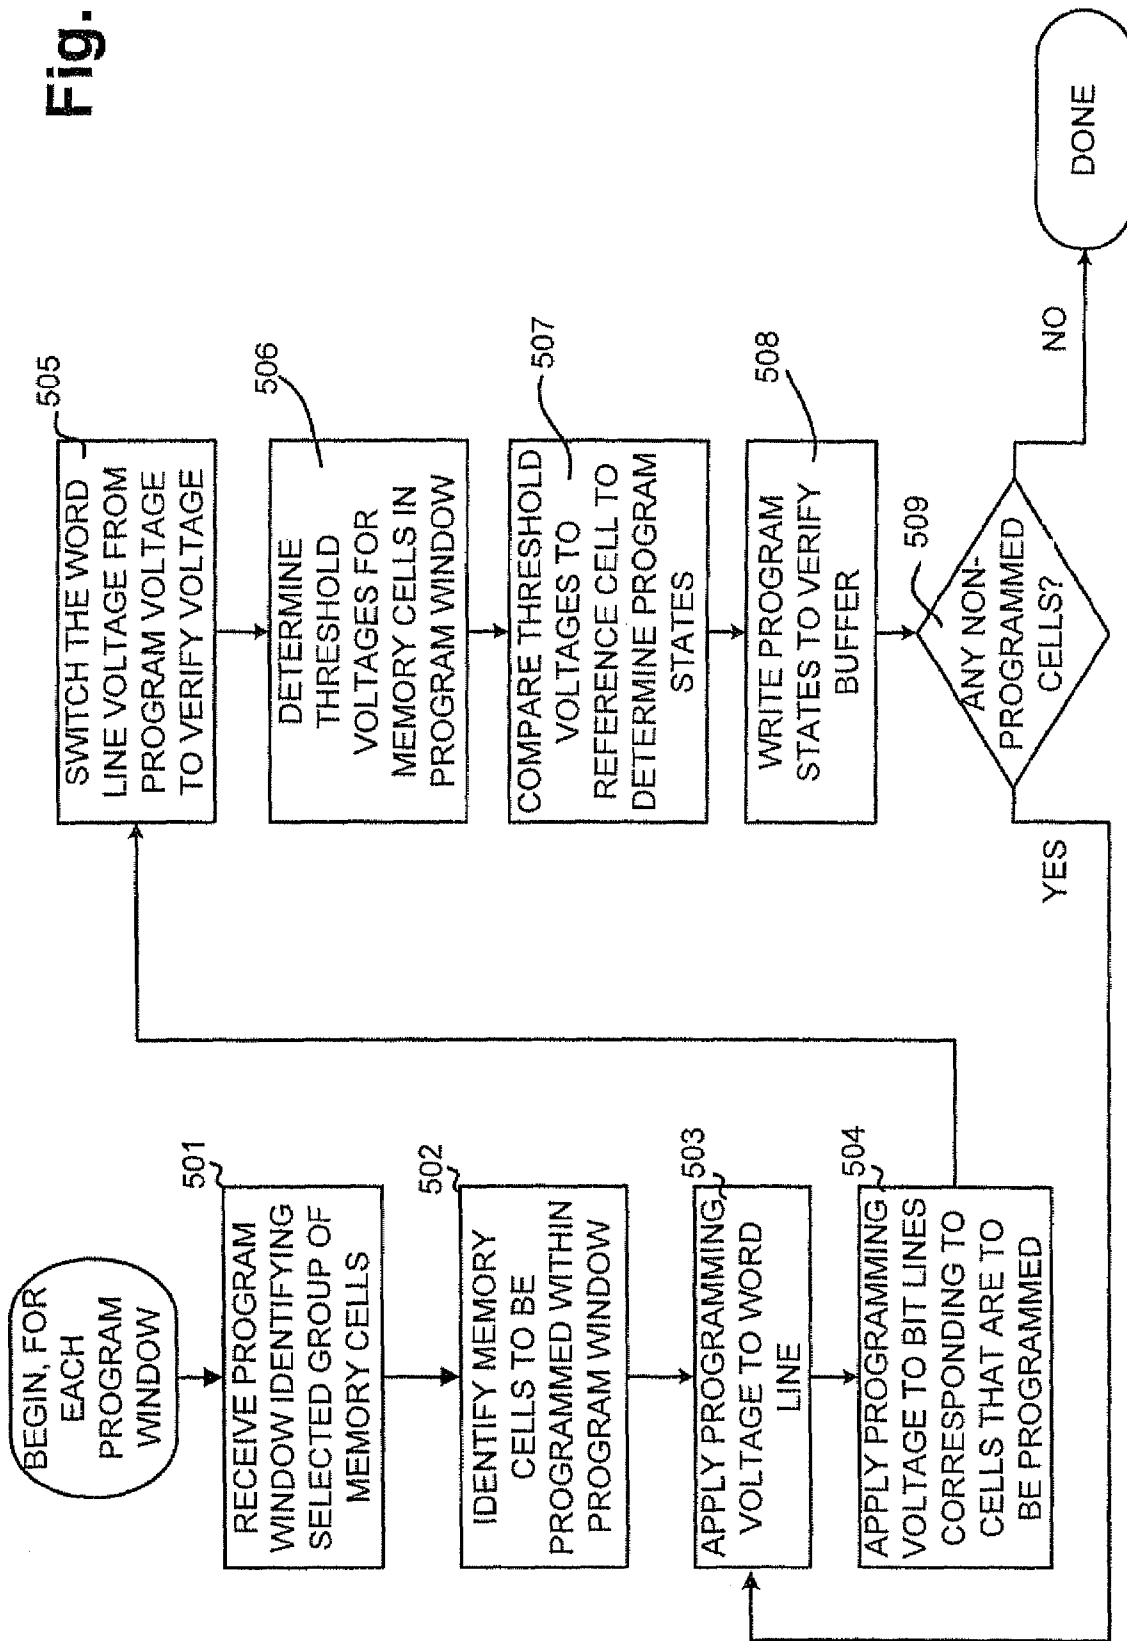 Fig.
BEGIN, FOR
EACH
PROGRAM
WINDOW
501
RECEIVE PROGRAM
WINDOW IDENTIFYING
SELECTED GROUP OF
MEMORY CELLS
502
IDENTIFY MEMORY
CELLS TO BE
PROGRAMMED WITHIN
PROGRAM WINDOW
503
APPLY PROGRAMMING
VOLTAGE TO WORD
LINE
504
APPLY PROGRAMMING
VOLTAGE TO BIT LINES
CORRESPONDING TO
CELLS THAT ARE TO
BE PROGRAMMED
505
SWITCH THE WORD
LINE VOLTAGE FROM
PROGRAM VOLTAGE
TO VERIFY VOLTAGE
506
DETERMINE
THRESHOLD
VOLTAGES FOR
MEMORY CELLS IN
PROGRAM WINDOW
507
COMPARE THRESHOLD
VOLTAGES TO
REFERENCE CELL TO
DETERMINE PROGRAM
STATES
508
WRITE PROGRAM
STATES TO VERIFY
BUFFER
509
ANY NON-
PROGRAMMED
CELLS?
YES
NO
DONE